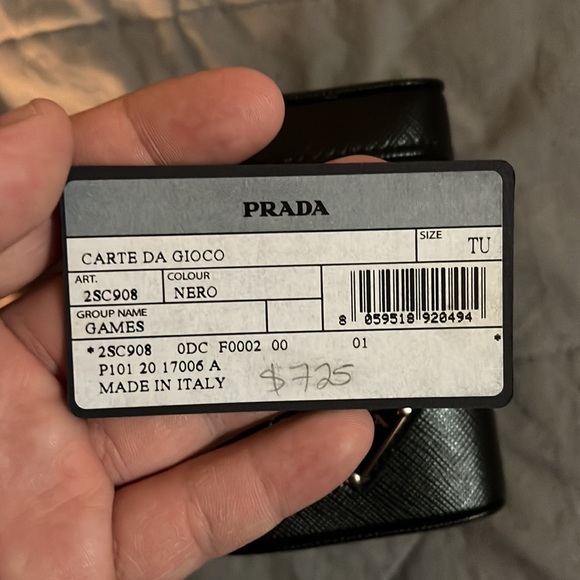 PRADA
CARTE DA GIOCO
SIZE
TU
ART.
2SC908
COLOUR
NERO
GROUP NAME
GAMES
8 059518 920494
*2SC908 0DC F0002 00 01 *
P101 20 17006 A
MADE IN ITALY
$725